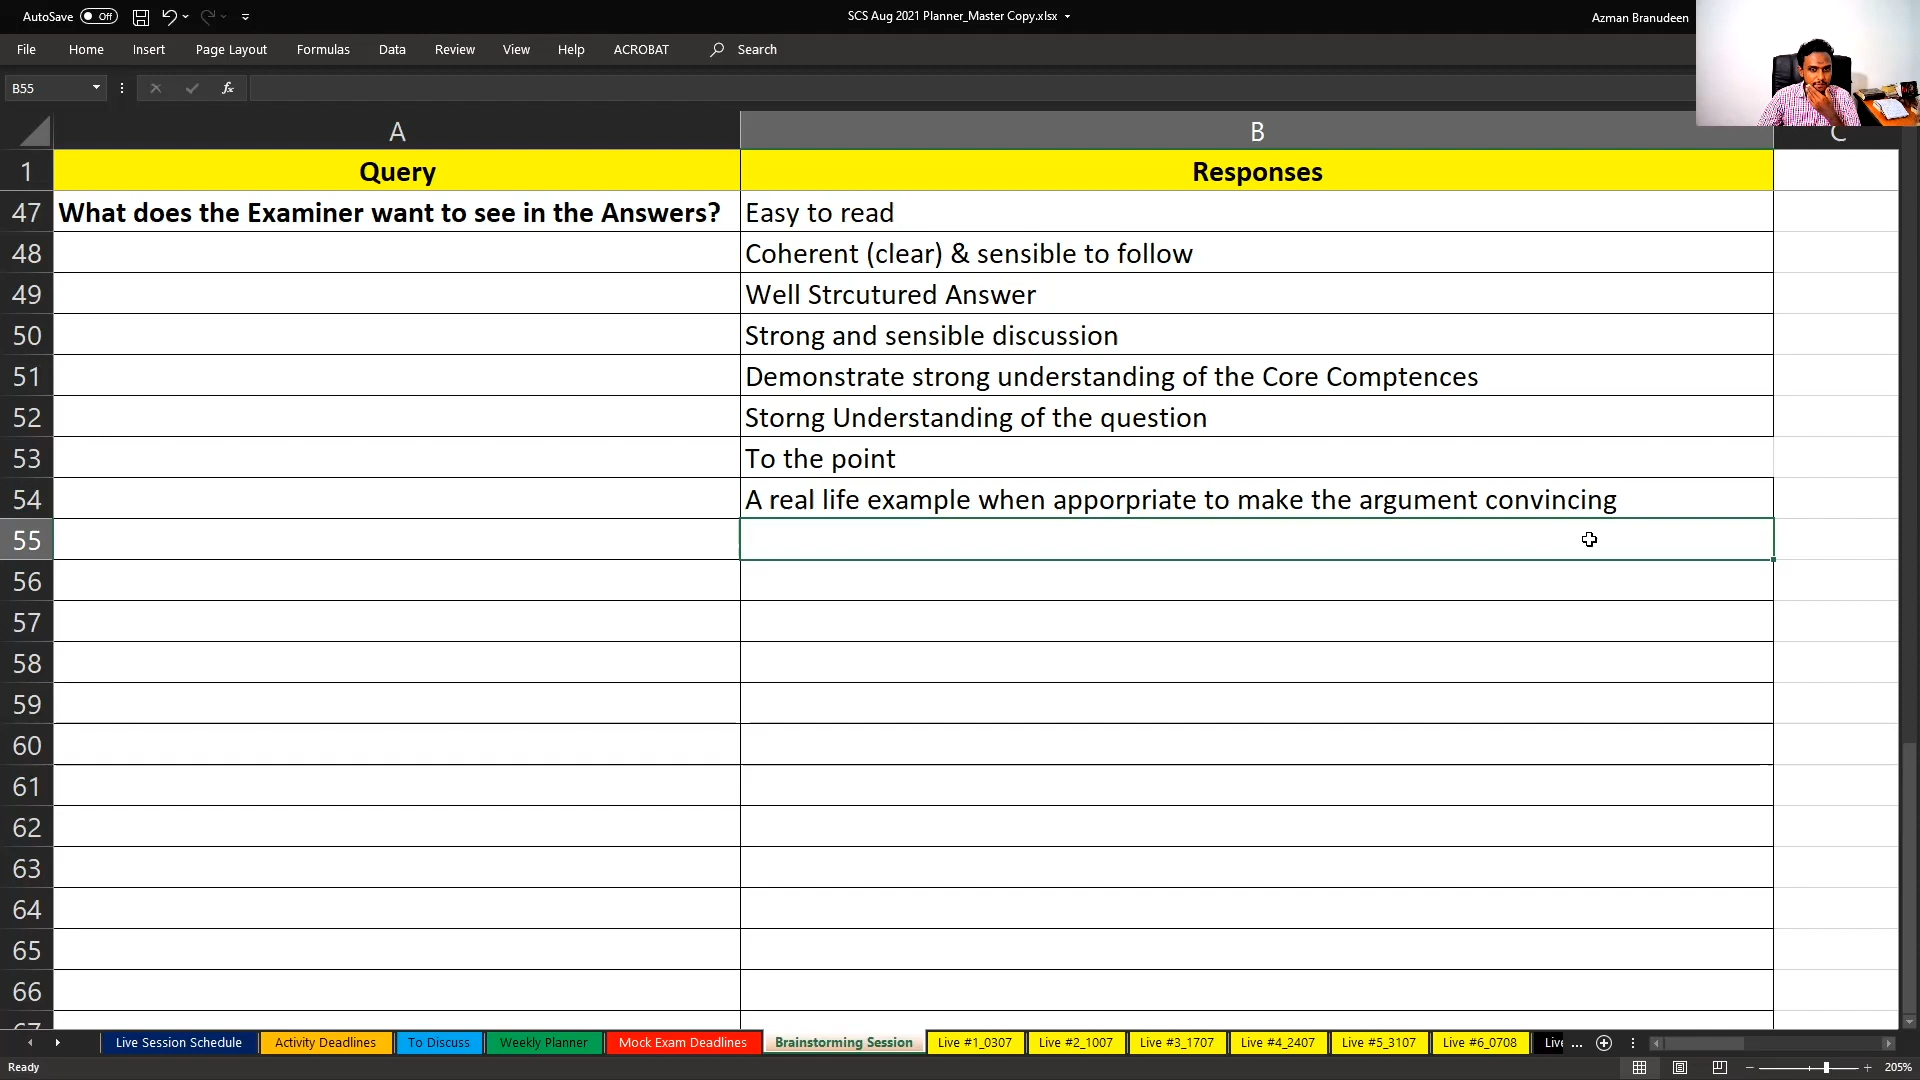 AutoSave Off
SCS Aug 2021 Planner_Master Copy.xlsx
Azman Branudeen
File Home Insert Page Layout Formulas Data Review View Help ACROBAT Search
B55 fx
A B C
1 Query Responses
47 What does the Examiner want to see in the Answers? Easy to read
48 Coherent (clear) & sensible to follow
49 Well Strcutured Answer
50 Strong and sensible discussion
51 Demonstrate strong understanding of the Core Comptences
52 Storng Understanding of the question
53 To the point
54 A real life example when apporpriate to make the argument convincing
55
56
57
58
59
60
61
62
63
64
65
66
67
Live Session Schedule Activity Deadlines To Discuss Weekly Planner Mock Exam Deadlines Brainstorming Session Live #1_0307 Live #2_1007 Live #3_1707 Live #4_2407 Live #5_3107 Live #6_0708 Live ...
Ready 205%